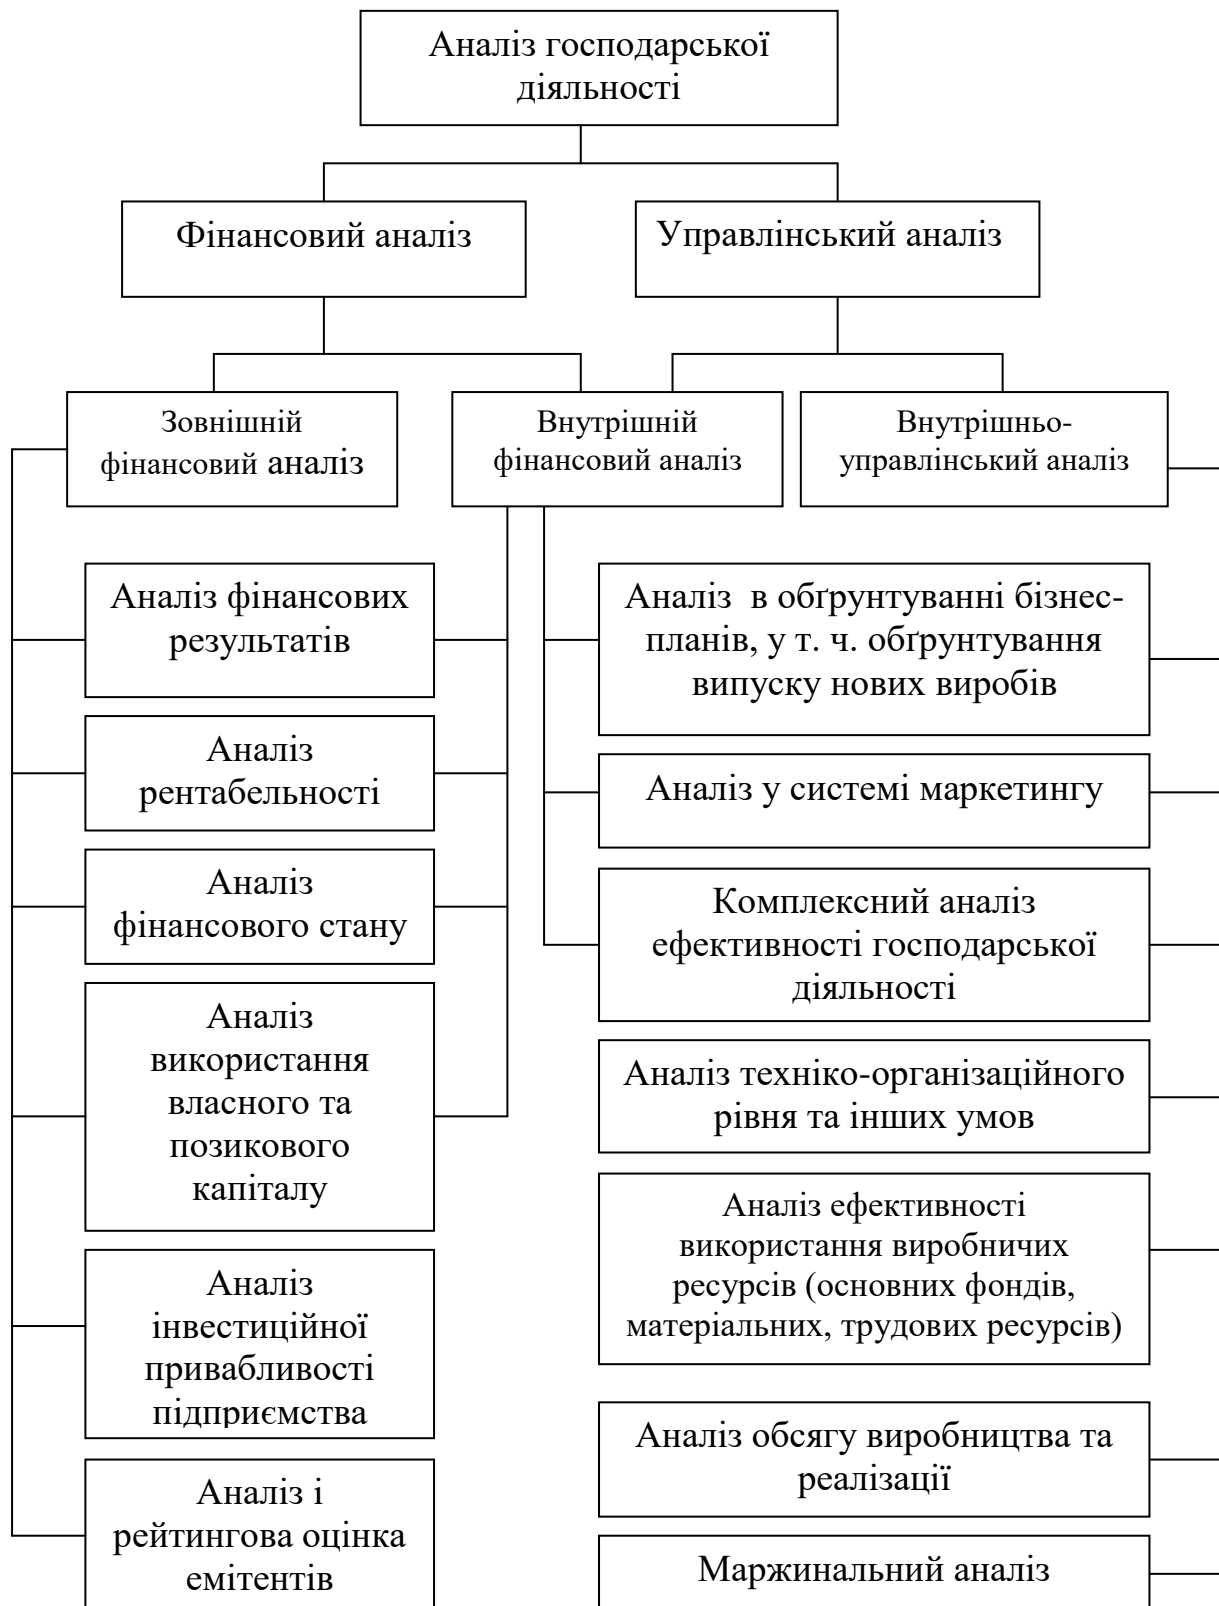 Аналіз господарської
діяльності
Фінансовий аналіз
Управлінський аналіз
Зовнішній
фінансовий аналіз
Внутрішній
фінансовий аналіз
Внутрішньо-
управлінський аналіз
Аналіз фінансових
результатів
Аналіз
рентабельності
Аналіз
фінансового стану
Аналіз
використання
власного та
позикового
капіталу
Аналіз
інвестиційної
привабливості
підприємства
Аналіз і
рейтингова оцінка
емітентів
Аналіз в обґрунтуванні бізнес-
планів, у т. ч. обґрунтування
випуску нових виробів
Аналіз у системі маркетингу
Комплексний аналіз
ефективності господарської
діяльності
Аналіз техніко-організаційного
рівня та інших умов
Аналіз ефективності
використання виробничих
ресурсів (основних фондів,
матеріальних, трудових ресурсів)
Аналіз обсягу виробництва та
реалізації
Маржинальний аналіз